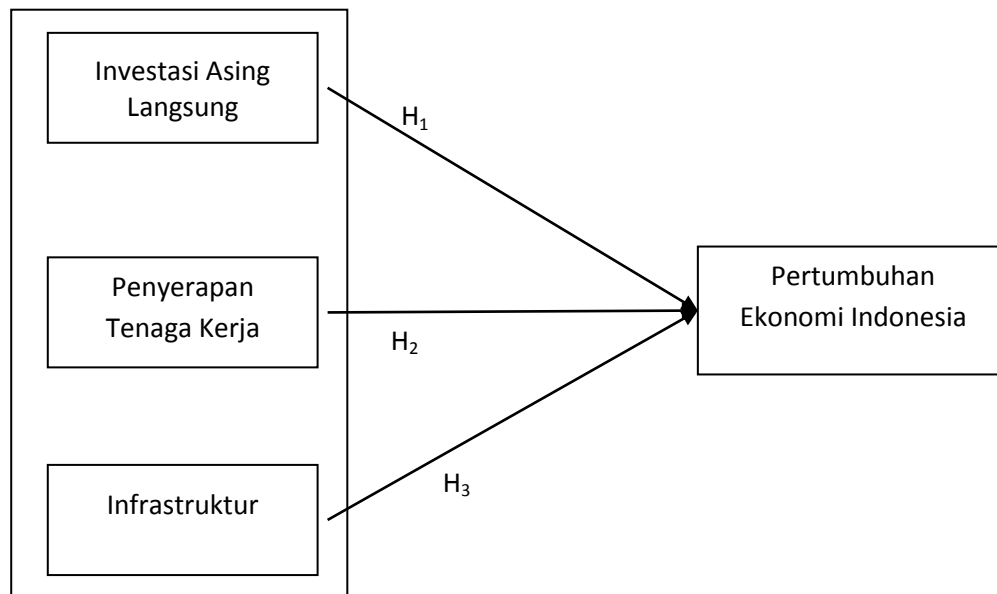 Investasi Asing
Langsung
H₁
Penyerapan
Tenaga Kerja
H₂
Pertumbuhan
Ekonomi Indonesia
Infrastruktur
H₃